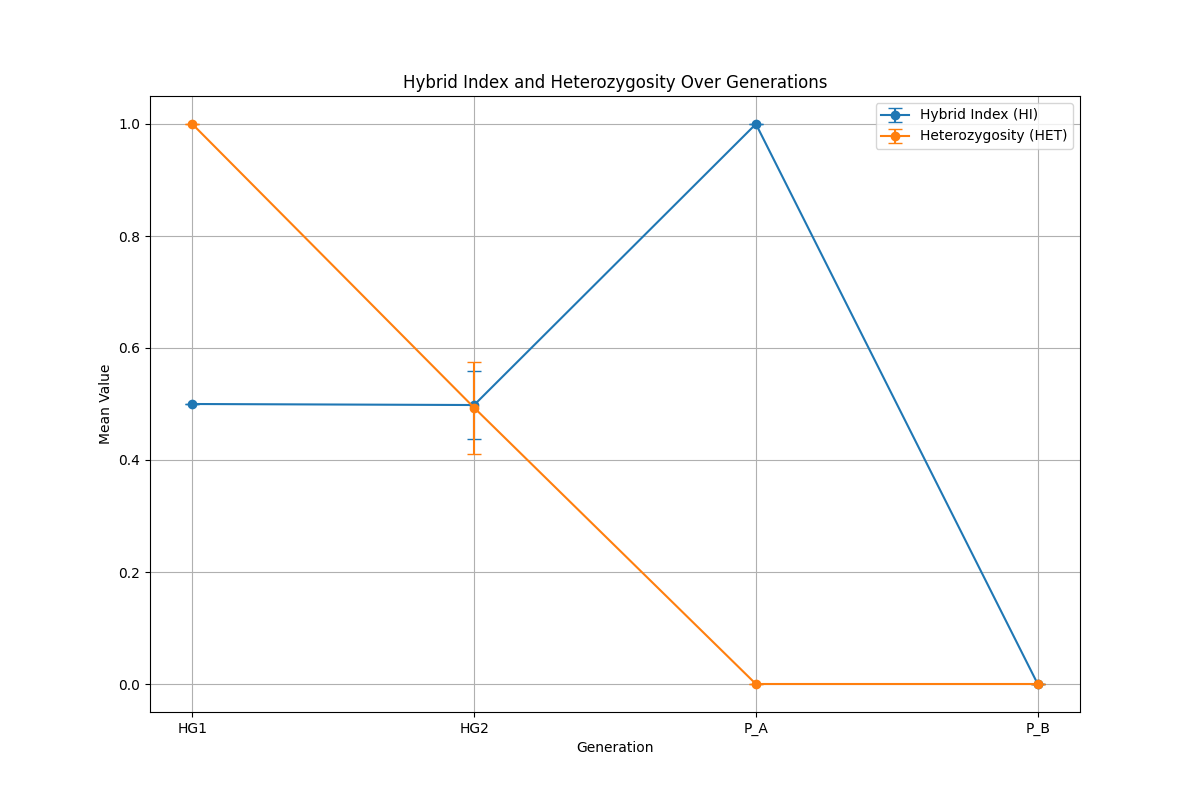 Hybrid Index and Heterozygosity Over Generations
Hybrid Index (HI)
Heterozygosity (HET)
Mean Value
1.0
0.8
0.6
0.4
0.2
0.0
HG1
HG2
P_A
P_B
Generation